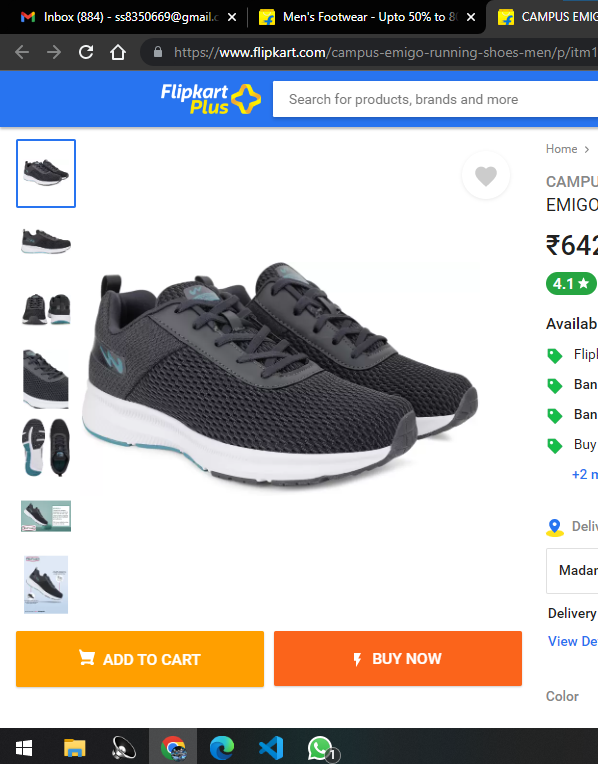 Inbox (884) - ss8350669@gmail.c
Men's Footwear - Upto 50% to 8
CAMPUS EMIG
https://www.flipkart.com/campus-emigo-running-shoes-men/p/itm1
Flipkart
Plus
Search for products, brands and more
Home
CAMPU
EMIGO
₹642
4.1
Availab
Flipl
Ban
Ban
Buy
+2 m
Deliv
Madar
Delivery
View De
ADD TO CART
BUY NOW
Color
1